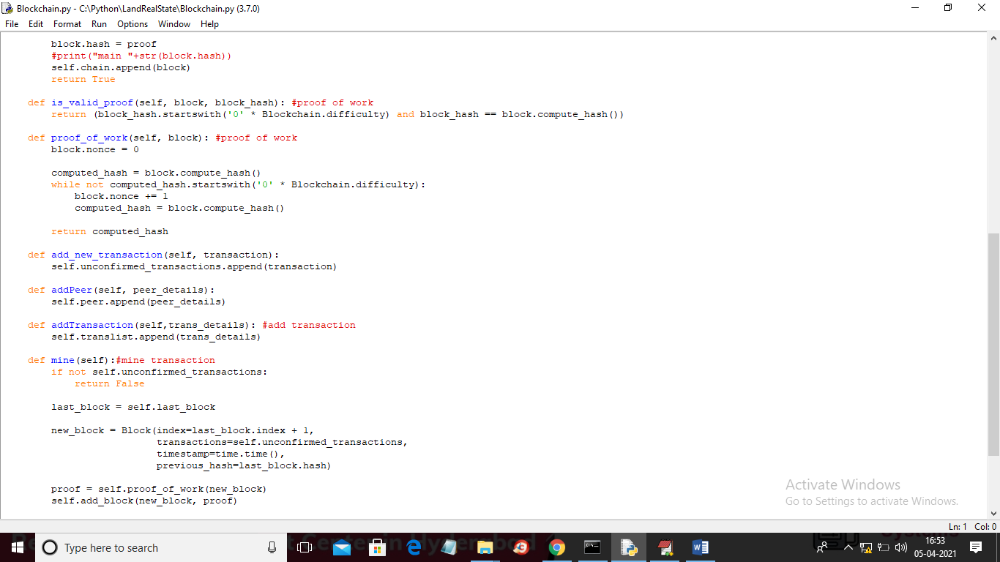 Blockchain.py - C:\Python\LandRealState\Blockchain.py (3.7.0)
File Edit Format Run Options Window Help
block.hash = proof
#print("main "+str(block.hash))
self.chain.append(block)
return True
def is_valid_proof(self, block, block_hash): #proof of work
return (block_hash.startswith('0' * Blockchain.difficulty) and block_hash == block.compute_hash())
def proof_of_work(self, block): #proof of work
block.nonce = 0
computed_hash = block.compute_hash()
while not computed_hash.startswith('0' * Blockchain.difficulty):
block.nonce += 1
computed_hash = block.compute_hash()
return computed_hash
def add_new_transaction(self, transaction):
self.unconfirmed_transactions.append(transaction)
def addPeer(self, peer_details):
self.peer.append(peer_details)
def addTransaction(self,trans_details): #add transaction
self.translist.append(trans_details)
def mine(self):#mine transaction
if not self.unconfirmed_transactions:
return False
last_block = self.last_block
new_block = Block(index=last_block.index + 1,
transactions=self.unconfirmed_transactions,
timestamp=time.time(),
previous_hash=last_block.hash)
proof = self.proof_of_work(new_block)
self.add_block(new_block, proof)
Activate Windows
Go to Settings to activate Windows.
Ln: 1 Col: 0
Type here to search
16:53
05-04-2021